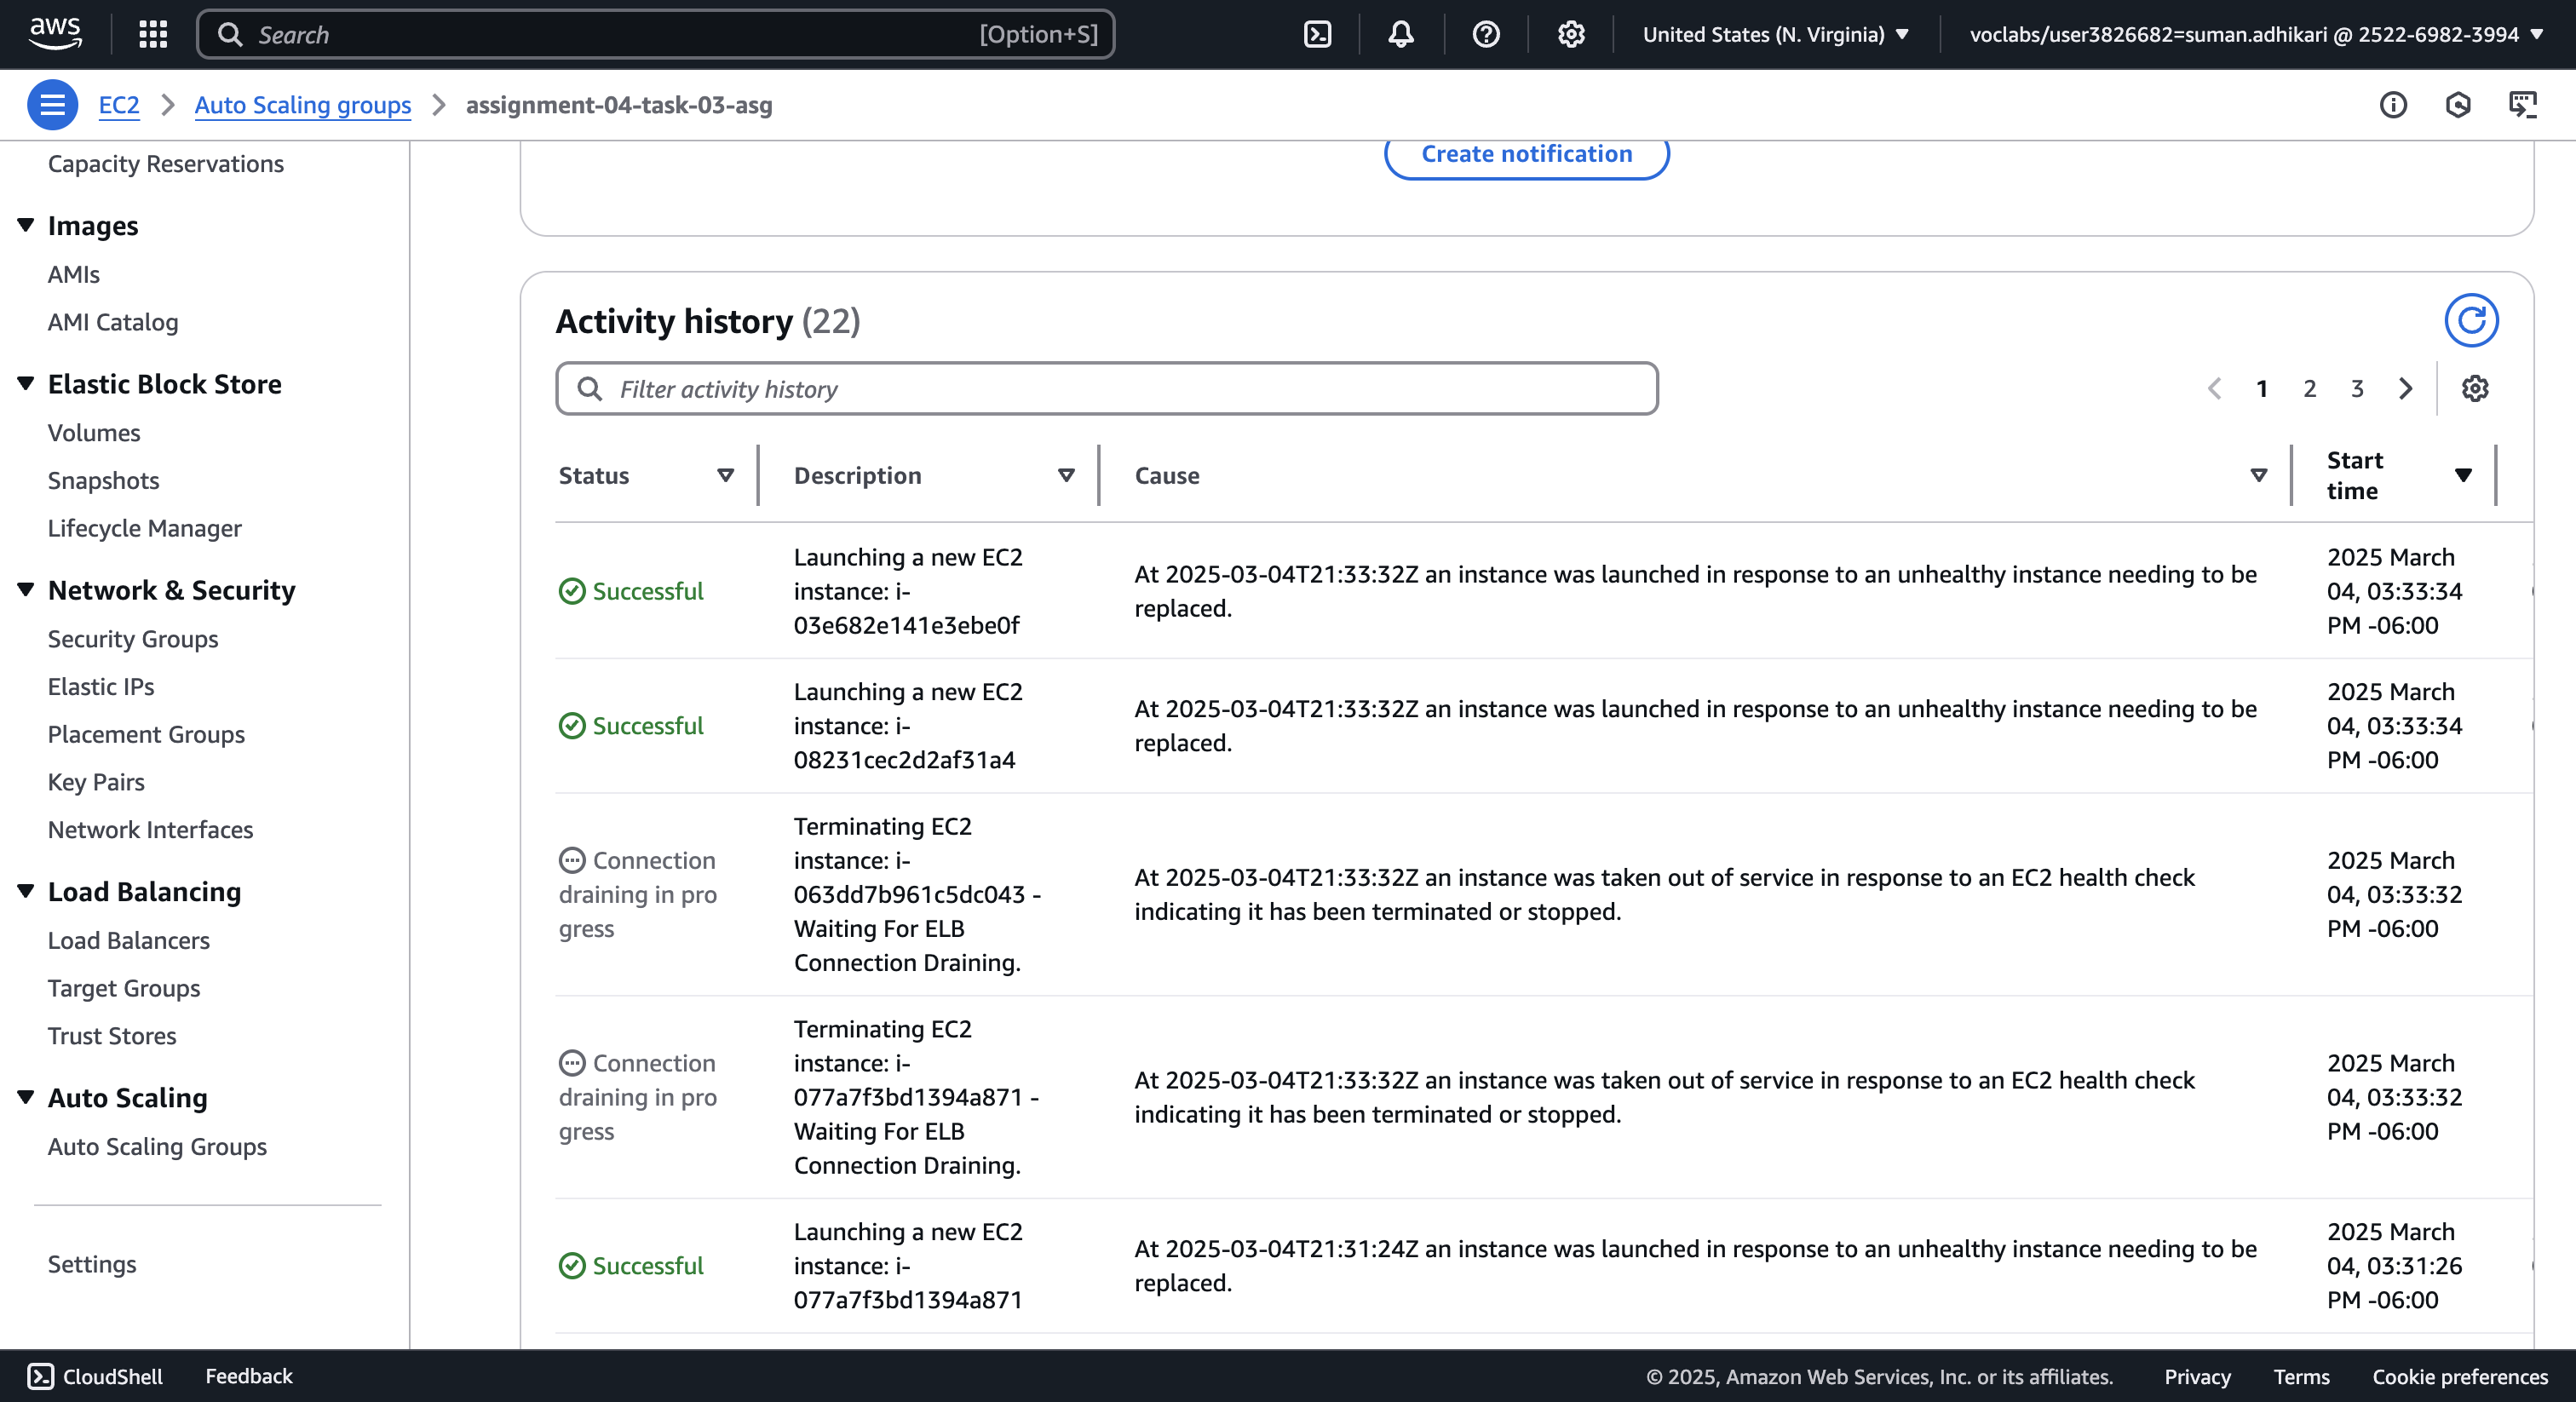 aws
Search
[Option+S]
United States (N. Virginia)
voclabs/user3826682=suman.adhikari @ 2522-6982-3994
EC2
Auto Scaling groups
assignment-04-task-03-asg
Capacity Reservations
Images
AMIs
AMI Catalog
Elastic Block Store
Volumes
Snapshots
Lifecycle Manager
Network & Security
Security Groups
Elastic IPs
Placement Groups
Key Pairs
Network Interfaces
Load Balancing
Load Balancers
Target Groups
Trust Stores
Auto Scaling
Auto Scaling Groups
Settings
Create notification
Activity history (22)
Filter activity history
1 2 3
Status
Description
Cause
Start
time
Successful
Launching a new EC2
instance: i-
03e682e141e3ebe0f
At 2025-03-04T21:33:32Z an instance was launched in response to an unhealthy instance needing to be
replaced.
2025 March
04, 03:33:34
PM -06:00
Successful
Launching a new EC2
instance: i-
08231cec2d2af31a4
At 2025-03-04T21:33:32Z an instance was launched in response to an unhealthy instance needing to be
replaced.
2025 March
04, 03:33:34
PM -06:00
Connection
draining in pro
gress
Terminating EC2
instance: i-
063dd7b961c5dc043 -
Waiting For ELB
Connection Draining.
At 2025-03-04T21:33:32Z an instance was taken out of service in response to an EC2 health check
indicating it has been terminated or stopped.
2025 March
04, 03:33:32
PM -06:00
Connection
draining in pro
gress
Terminating EC2
instance: i-
077a7f3bd1394a871 -
Waiting For ELB
Connection Draining.
At 2025-03-04T21:33:32Z an instance was taken out of service in response to an EC2 health check
indicating it has been terminated or stopped.
2025 March
04, 03:33:32
PM -06:00
Successful
Launching a new EC2
instance: i-
077a7f3bd1394a871
At 2025-03-04T21:31:24Z an instance was launched in response to an unhealthy instance needing to be
replaced.
2025 March
04, 03:31:26
PM -06:00
CloudShell
Feedback
© 2025, Amazon Web Services, Inc. or its affiliates.
Privacy
Terms
Cookie preferences